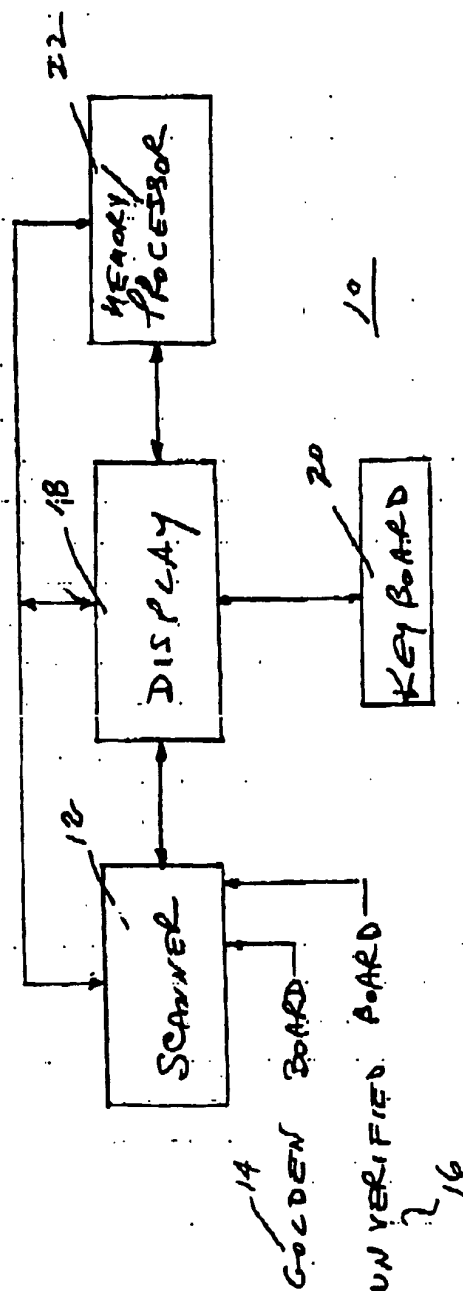 22
MEMORY/
PROCESSOR
18
DISPLAY
10
20
KEY BOARD
12
SCANNER
14
GOLDEN BOARD
UNVERIFIED BOARD
16